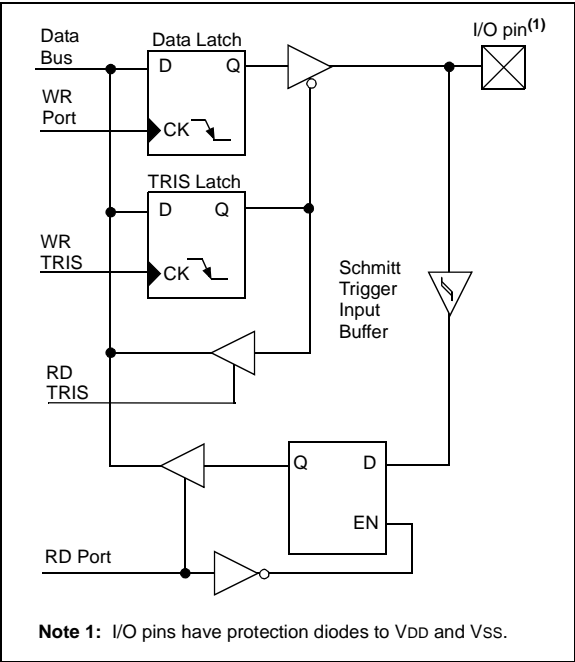 I/O pin(1)
Data
Bus
Data Latch
D Q
WR
Port
CK
TRIS Latch
D Q
WR
TRIS
CK
Schmitt
Trigger
Input
Buffer
RD
TRIS
Q D
EN
RD Port
Note 1: I/O pins have protection diodes to VDD and VSS.